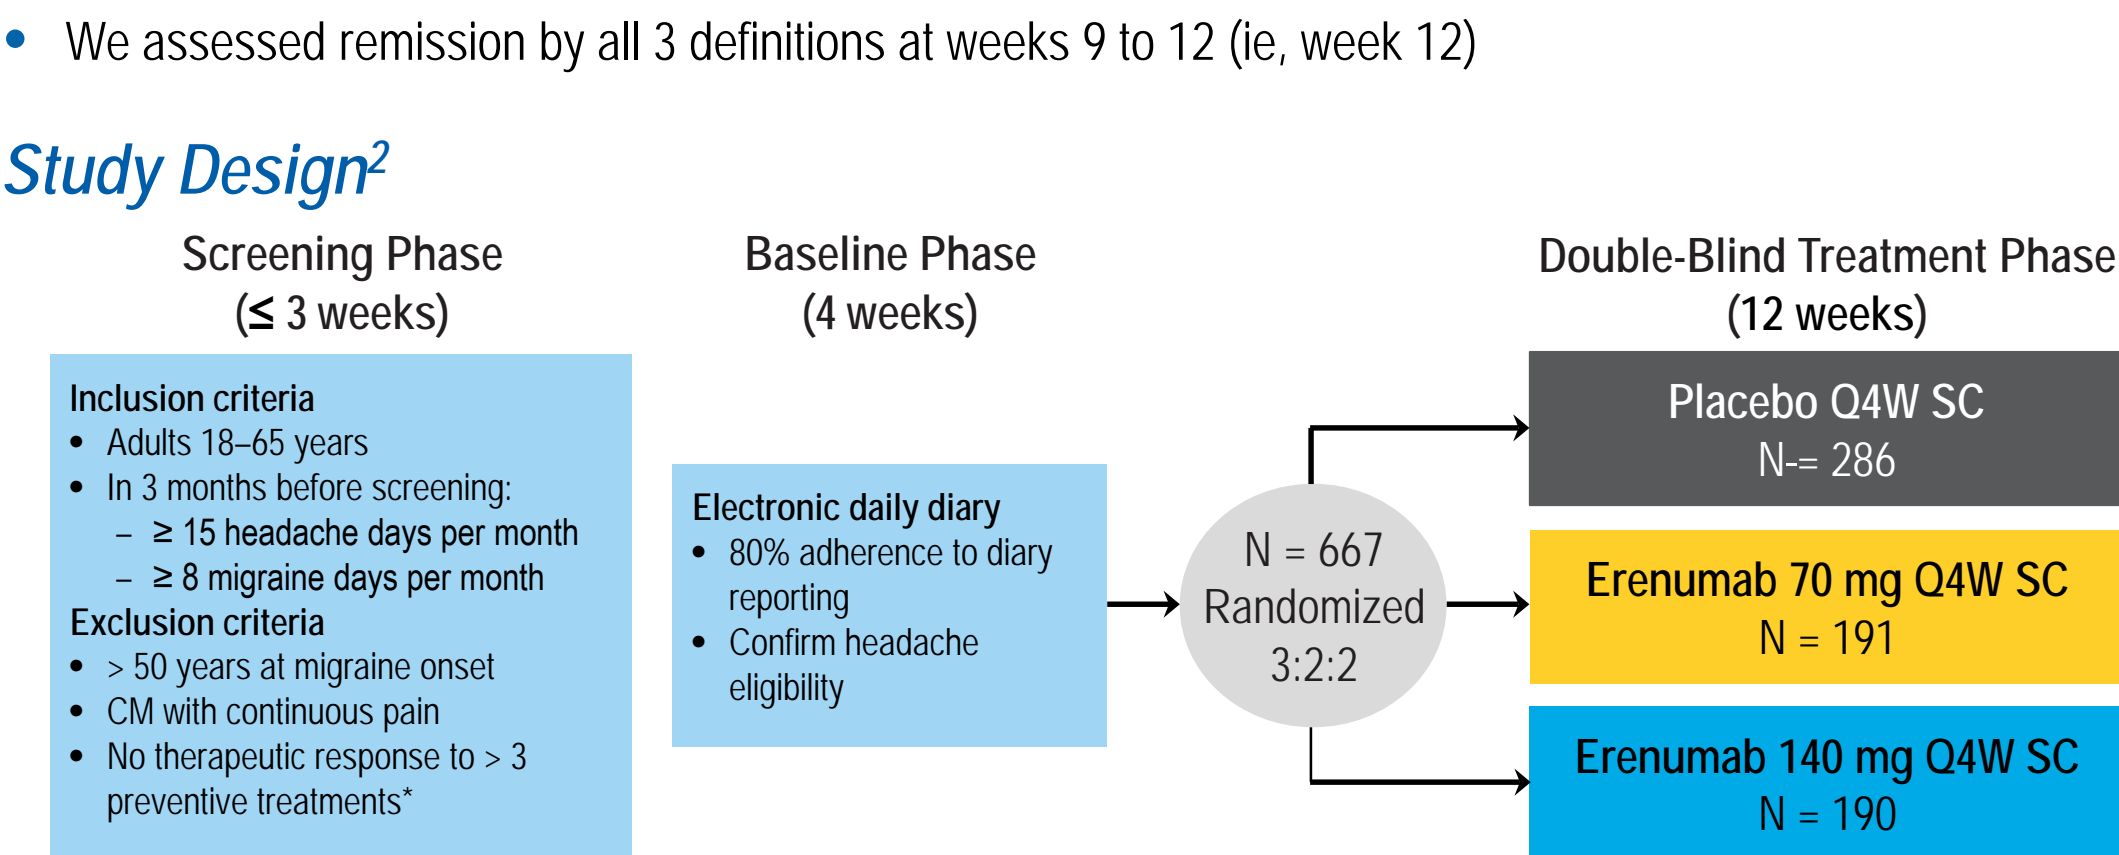 • We assessed remission by all 3 definitions at weeks 9 to 12 (ie, week 12)
Study Design²
Screening Phase
(≤ 3 weeks)
Inclusion criteria
• Adults 18–65 years
• In 3 months before screening:
– ≥ 15 headache days per month
– ≥ 8 migraine days per month
Exclusion criteria
• > 50 years at migraine onset
• CM with continuous pain
• No therapeutic response to > 3
preventive treatments*
Baseline Phase
(4 weeks)
Electronic daily diary
• 80% adherence to diary
reporting
• Confirm headache
eligibility
N = 667
Randomized
3:2:2
Double-Blind Treatment Phase
(12 weeks)
Placebo Q4W SC
N-= 286
Erenumab 70 mg Q4W SC
N = 191
Erenumab 140 mg Q4W SC
N = 190